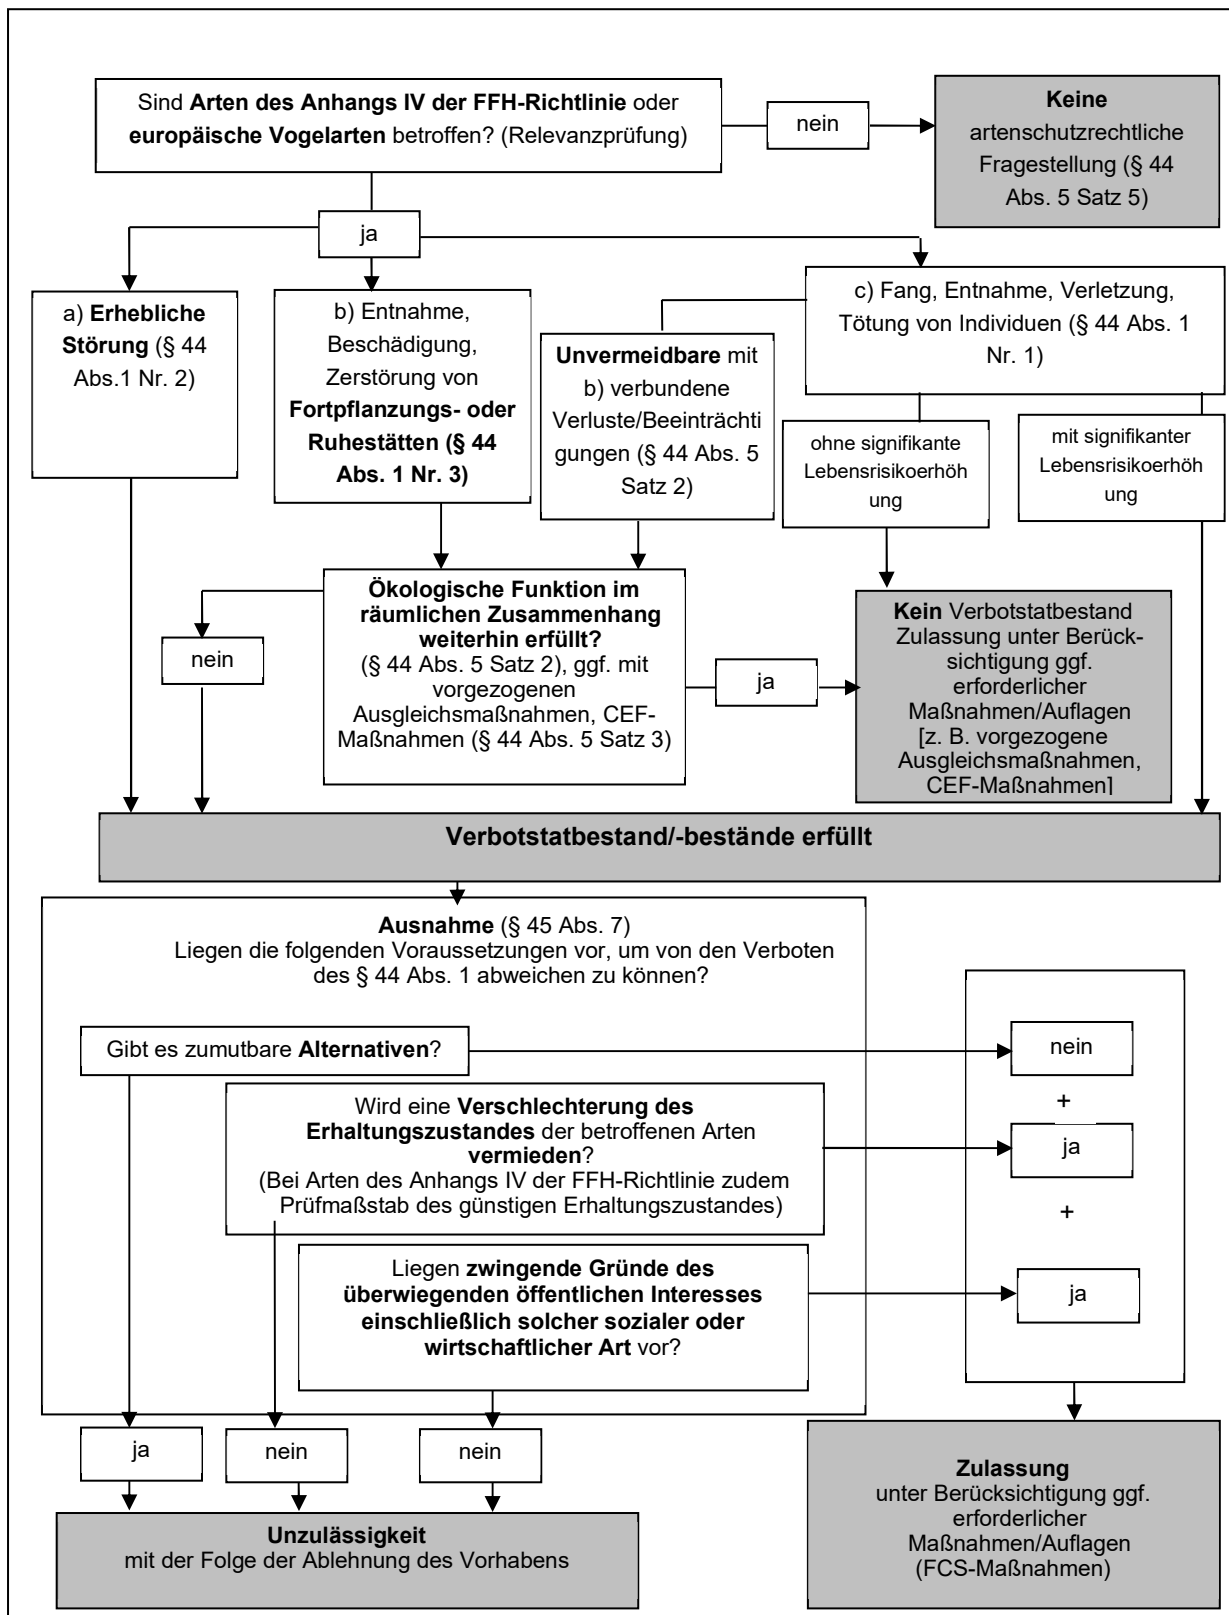 Sind Arten des Anhangs IV der FFH-Richtlinie oder
europäische Vogelarten betroffen? (Relevanzprüfung)
nein
Keine
artenschutzrechtliche
Fragestellung (§ 44
Abs. 5 Satz 5)
ja
a) Erhebliche
Störung (§ 44
Abs.1 Nr. 2)
b) Entnahme,
Beschädigung,
Zerstörung von
Fortpflanzungs- oder
Ruhestätten (§ 44
Abs. 1 Nr. 3)
Unvermeidbare mit
b) verbundene
Verluste/Beeinträchti
gungen (§ 44 Abs. 5
Satz 2)
c) Fang, Entnahme, Verletzung,
Tötung von Individuen (§ 44 Abs. 1
Nr. 1)
ohne signifikante
Lebensrisikoerhöh
ung
mit signifikanter
Lebensrisikoerhöh
ung
nein
Ökologische Funktion im
räumlichen Zusammenhang
weiterhin erfüllt?
(§ 44 Abs. 5 Satz 2), ggf. mit
vorgezogenen
Ausgleichsmaßnahmen, CEF-
Maßnahmen (§ 44 Abs. 5 Satz 3)
ja
Kein Verbotstatbestand
Zulassung unter Berück-
sichtigung ggf.
erforderlicher
Maßnahmen/Auflagen
[z. B. vorgezogene
Ausgleichsmaßnahmen,
CEF-Maßnahmen]
Verbotstatbestand/-bestände erfüllt
Ausnahme (§ 45 Abs. 7)
Liegen die folgenden Voraussetzungen vor, um von den Verboten
des § 44 Abs. 1 abweichen zu können?
Gibt es zumutbare Alternativen?
nein
+
Wird eine Verschlechterung des
Erhaltungszustandes der betroffenen Arten
vermieden?
(Bei Arten des Anhangs IV der FFH-Richtlinie zudem
Prüfmaßstab des günstigen Erhaltungszustandes)
ja
+
Liegen zwingende Gründe des
überwiegenden öffentlichen Interesses
einschließlich solcher sozialer oder
wirtschaftlicher Art vor?
ja
ja
nein
nein
Unzulässigkeit
mit der Folge der Ablehnung des Vorhabens
Zulassung
unter Berücksichtigung ggf.
erforderlicher
Maßnahmen/Auflagen
(FCS-Maßnahmen)